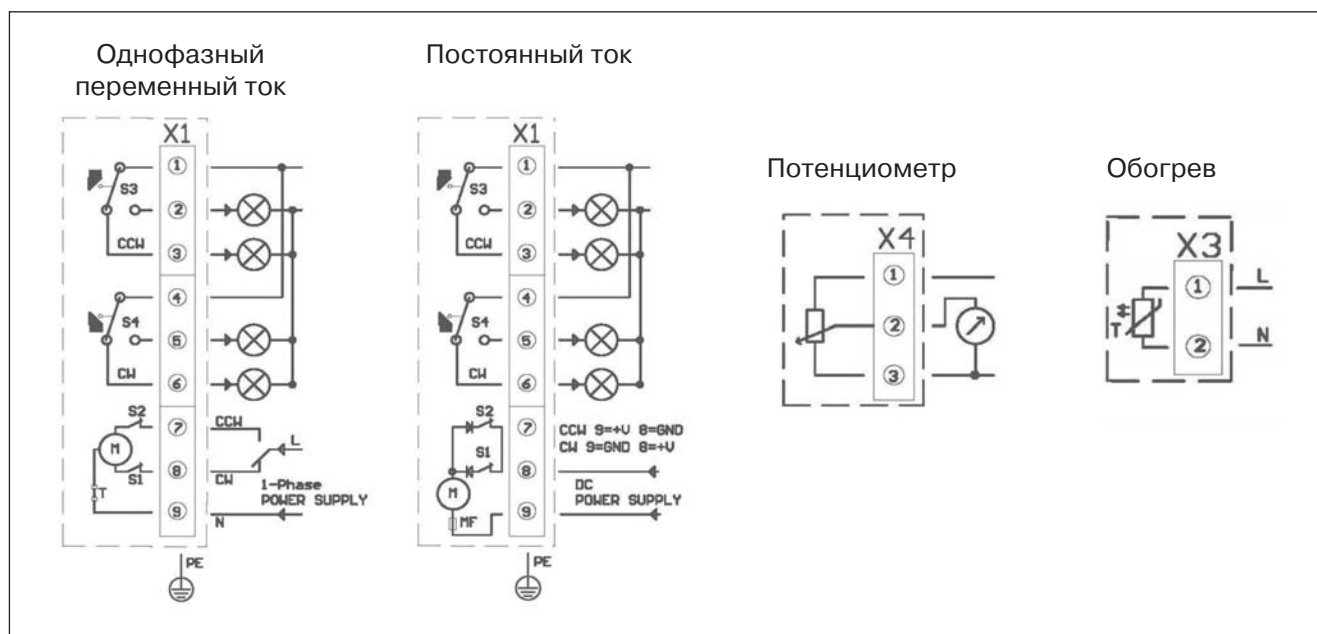 Однофазный
переменный ток
X1
1
S3
2
CCW
3
4
S4
5
CW
6
S2
7
CCW
L
M
8
S1
CW
1-Phase
POWER SUPPLY
IT
9
N
PE
Постоянный ток
X1
1
S3
2
CCW
3
4
S4
5
CW
6
S2
7
CCW 9=+V 8=GND
CW 9=GND 8=+V
S1
8
DC
POWER SUPPLY
M
9
MF
PE
Потенциометр
X4
1
2
3
Обогрев
X3
1
L
T
2
N